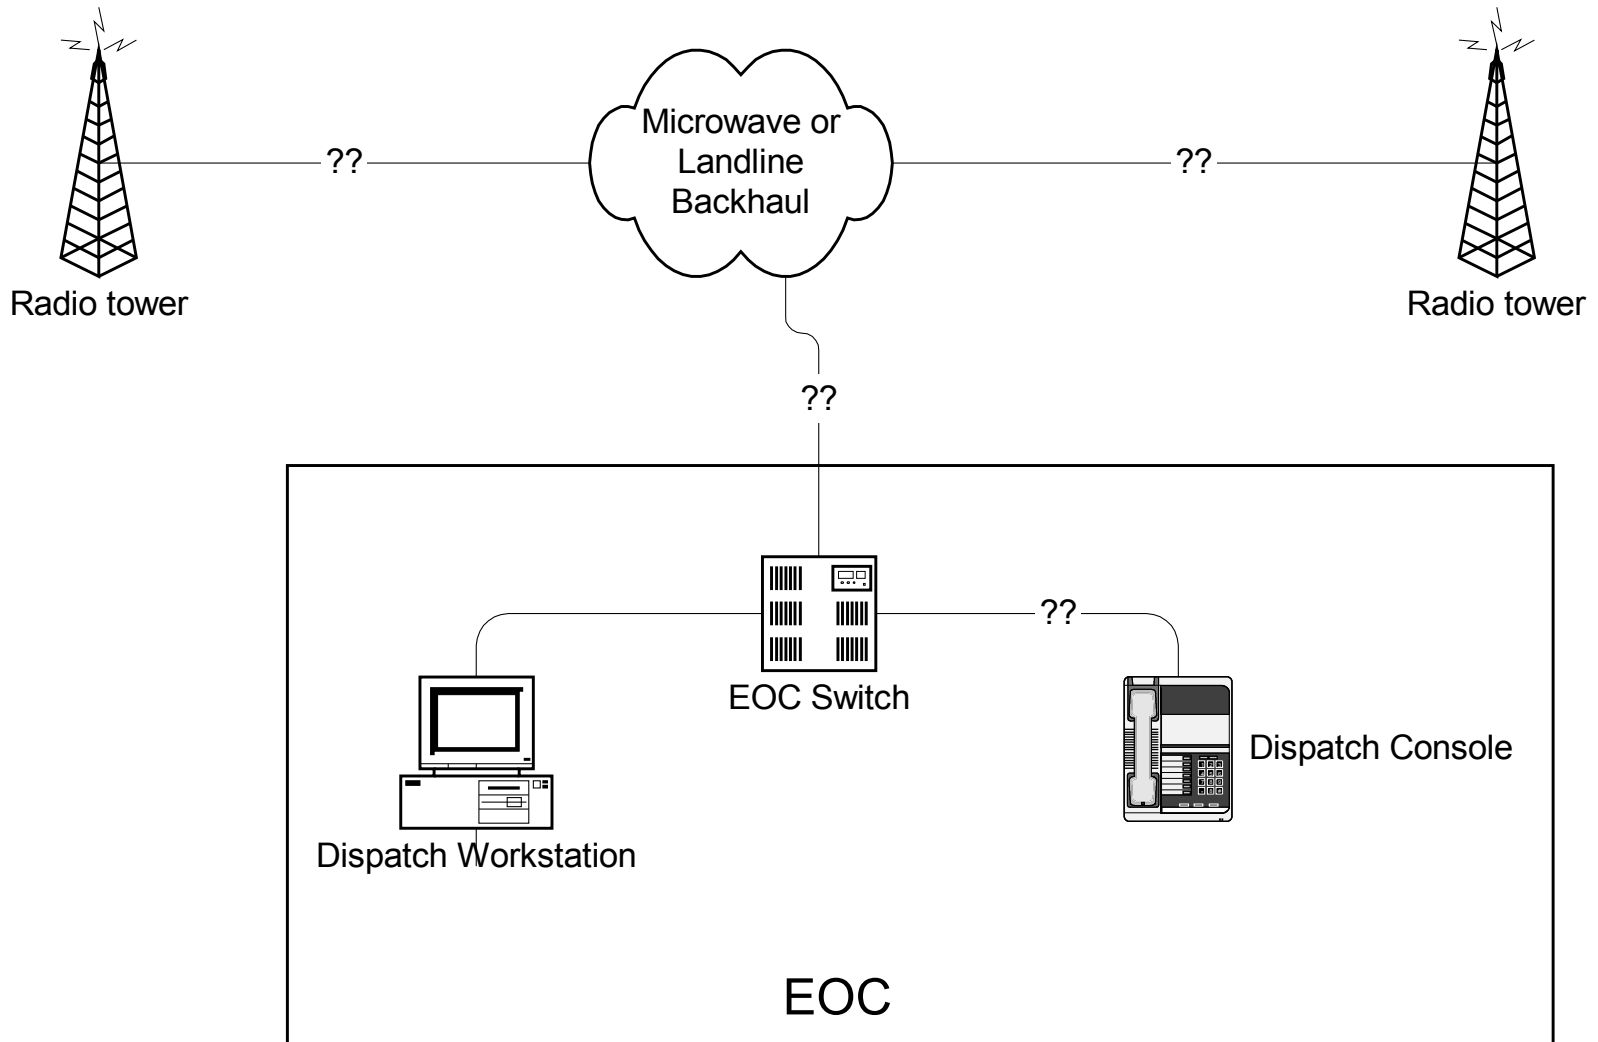 Microwave or
Landline
Backhaul
??
??
Radio tower
Radio tower
??
??
EOC Switch
Dispatch Console
Dispatch Workstation
EOC